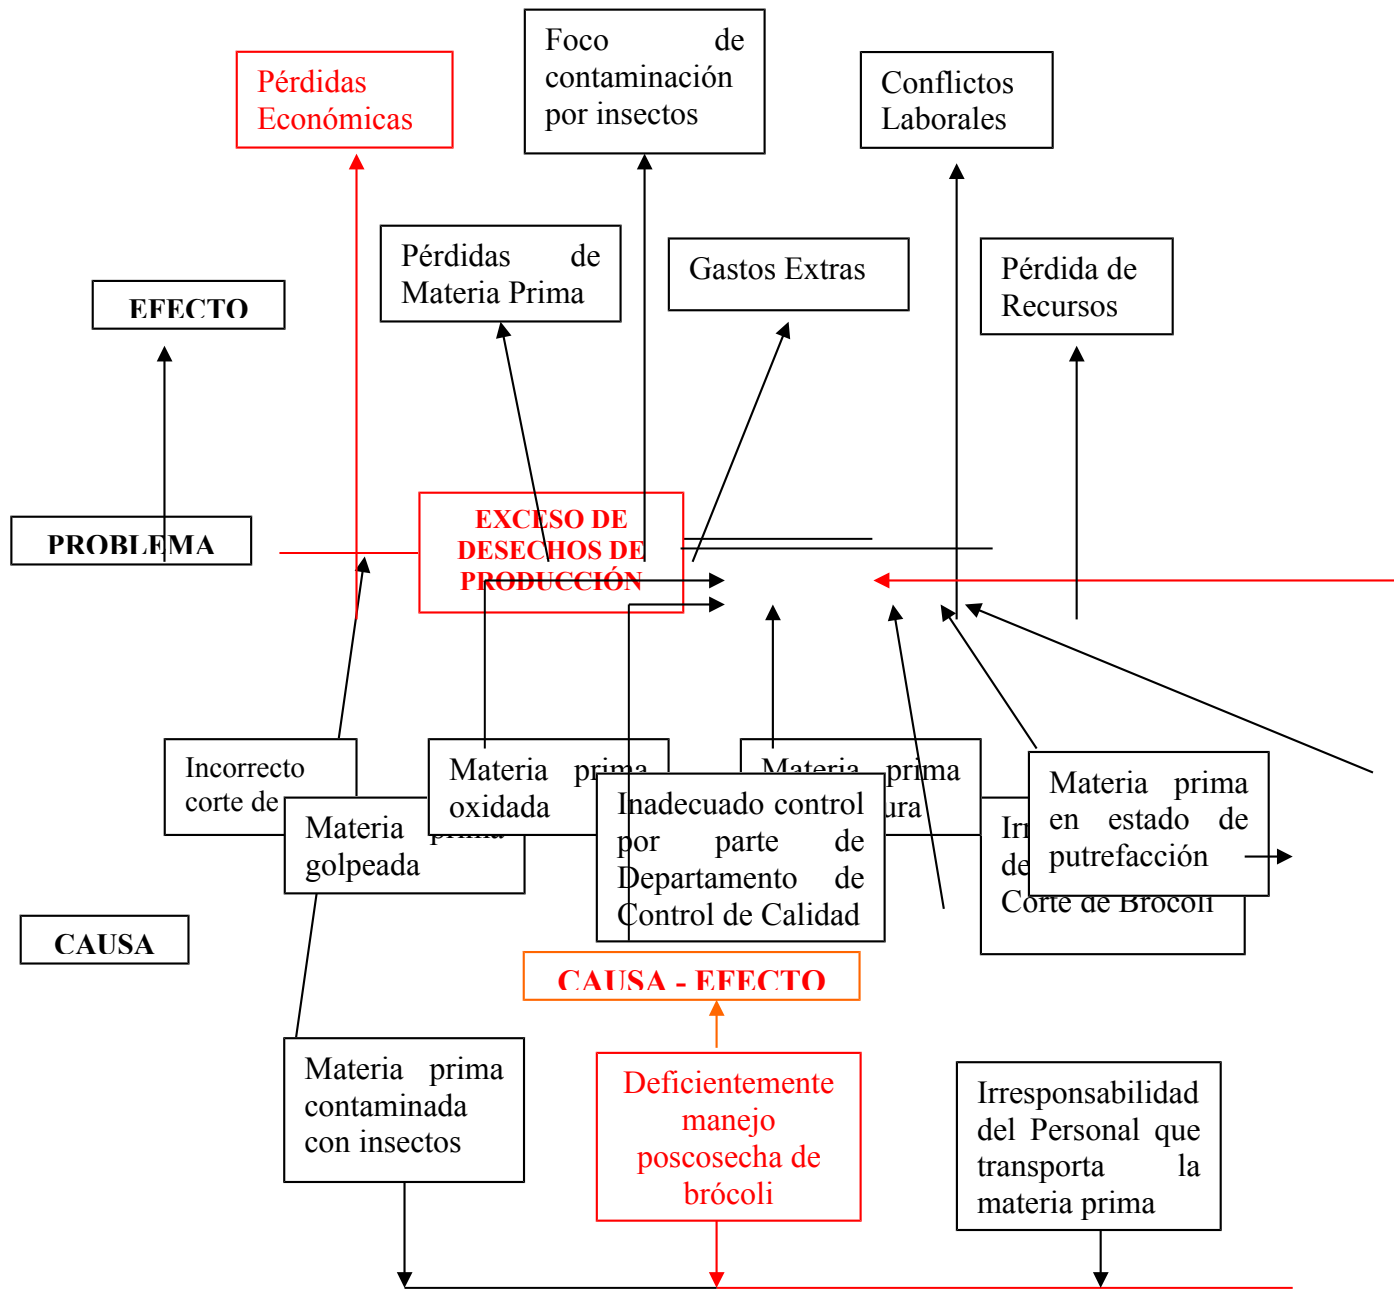 Foco de
contaminación
por insectos
Pérdidas
Económicas
Conflictos
Laborales
Pérdidas de
Materia Prima
Gastos Extras
Pérdida de
Recursos
EFECTO
EXCESO DE
DESECHOS DE
PRODUCCIÓN
PROBLEMA
Incorrecto
corte de
Materia prima
golpeada
Materia prima
oxidada
Inadecuado control
por parte de
Departamento de
Control de Calidad
Materia prima
Corte de Brócoli
Materia prima
en estado de
putrefacción
CAUSA
CAUSA - EFECTO
Materia prima
contaminada
con insectos
Deficientemente
manejo
poscosecha de
brócoli
Irresponsabilidad
del Personal que
transporta la
materia prima